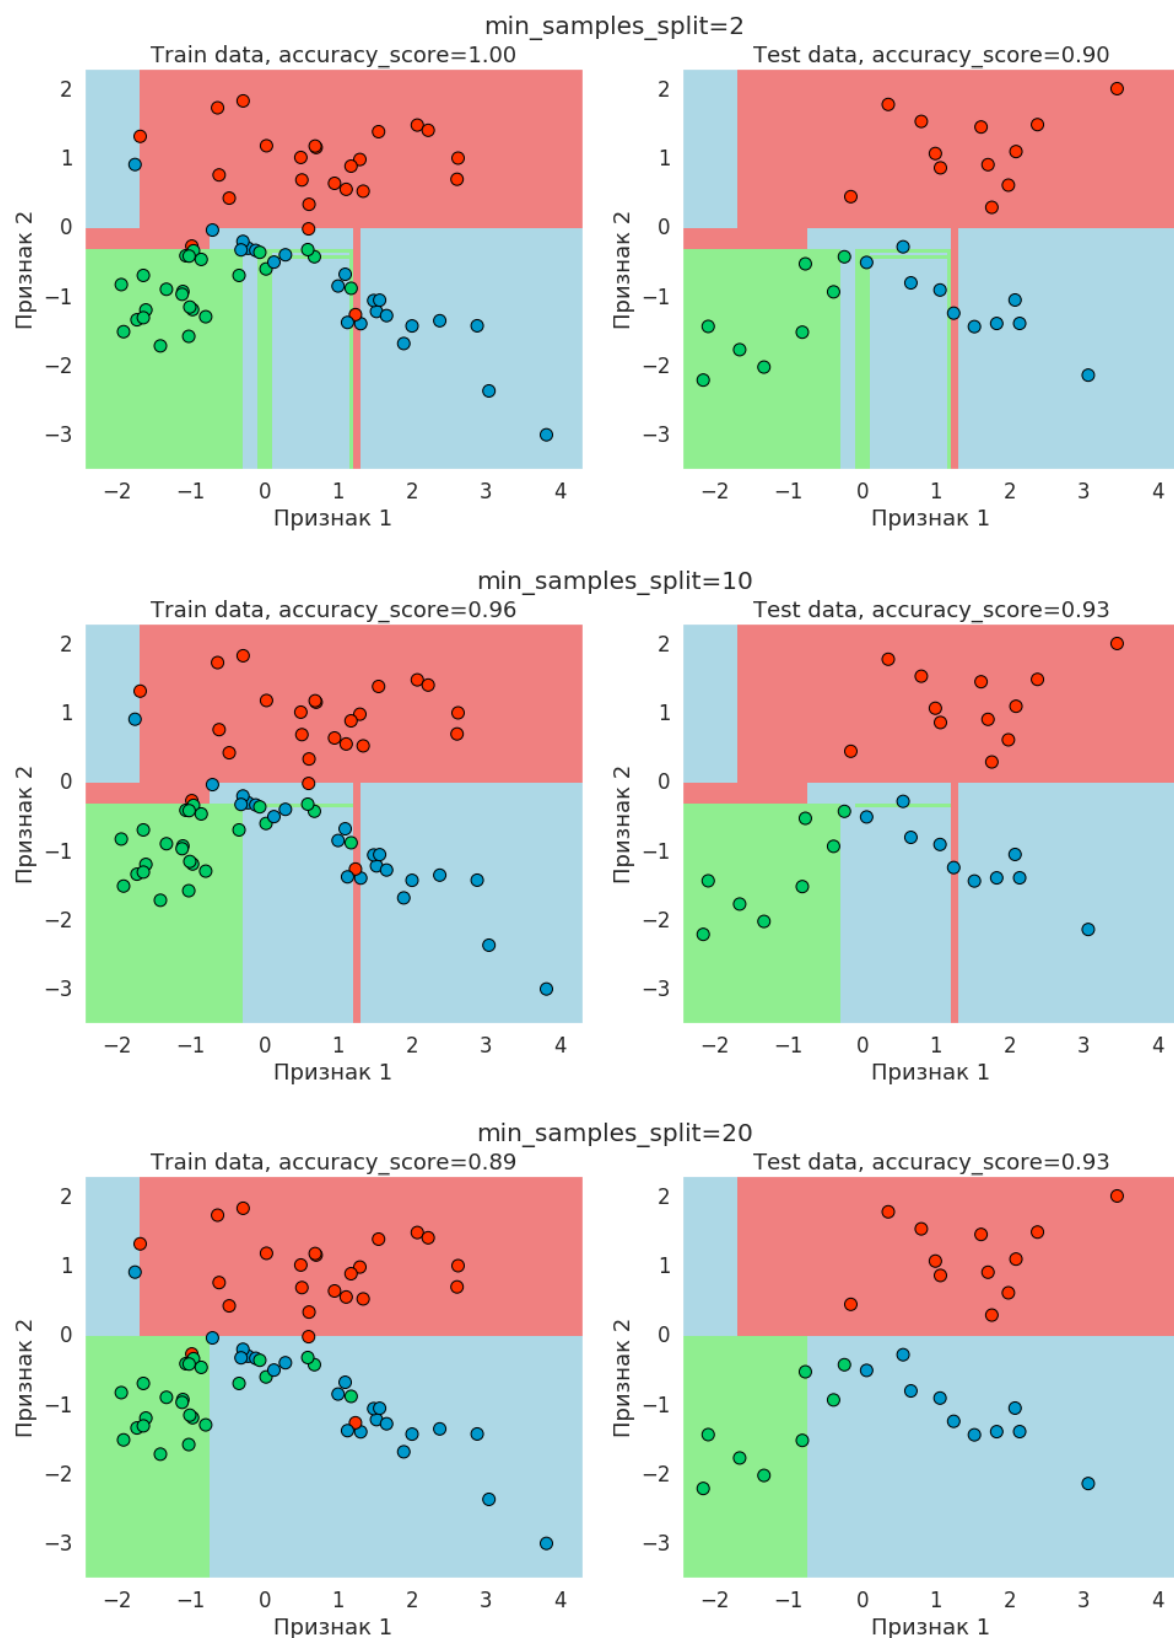 min_samples_split=2
Train data, accuracy_score=1.00
Test data, accuracy_score=0.90
2
1
0
−1
−2
−3
Признак 2
−2 −1 0 1 2 3 4
Признак 1
2
1
0
−1
−2
−3
Признак 2
−2 −1 0 1 2 3 4
Признак 1
min_samples_split=10
Train data, accuracy_score=0.96
Test data, accuracy_score=0.93
2
1
0
−1
−2
−3
Признак 2
−2 −1 0 1 2 3 4
Признак 1
2
1
0
−1
−2
−3
Признак 2
−2 −1 0 1 2 3 4
Признак 1
min_samples_split=20
Train data, accuracy_score=0.89
Test data, accuracy_score=0.93
2
1
0
−1
−2
−3
Признак 2
−2 −1 0 1 2 3 4
Признак 1
2
1
0
−1
−2
−3
Признак 2
−2 −1 0 1 2 3 4
Признак 1